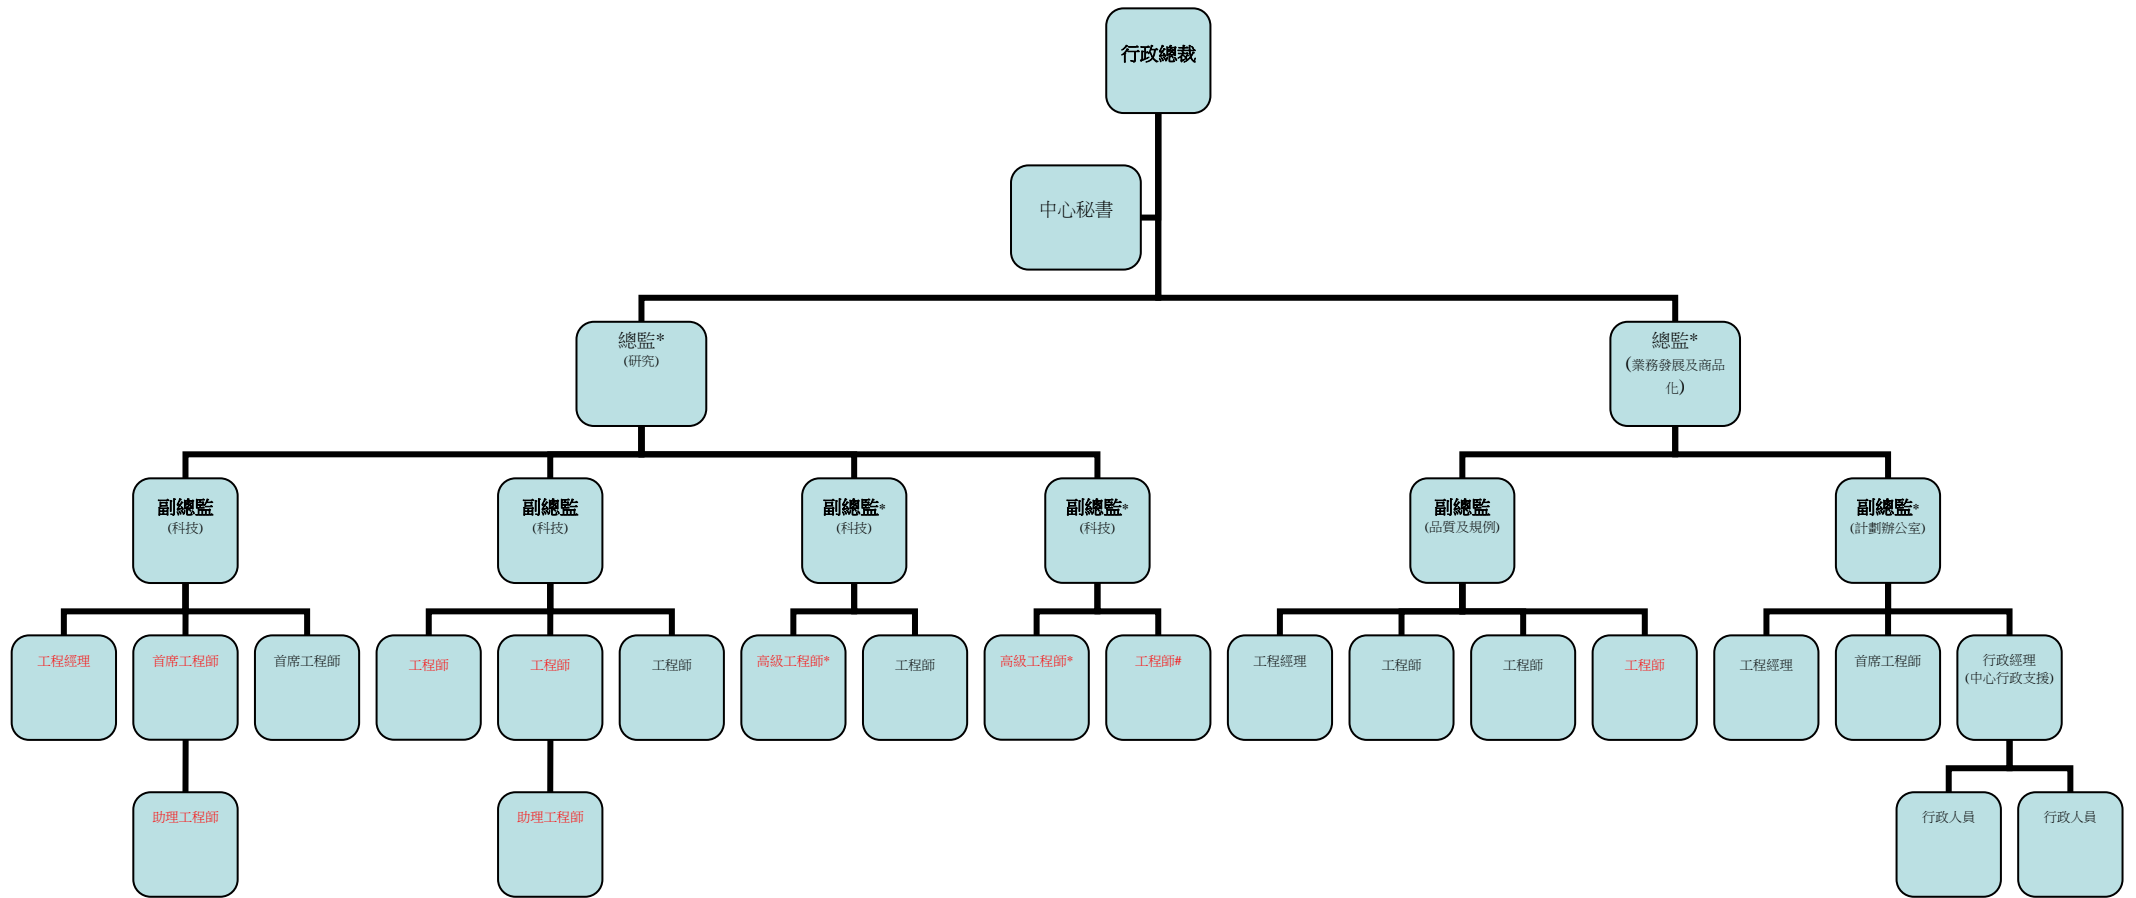 行政總裁
中心秘書
總監*
(研究)
總監*
(業務發展及商品
化)
副總監
(科技)
副總監
(科技)
副總監*
(科技)
副總監*
(科技)
副總監
(品質及規例)
副總監*
(計劃辦公室)
工程經理
首席工程師
首席工程師
工程師
工程師
工程師
高級工程師*
工程師
高級工程師*
工程師#
工程經理
工程師
工程師
工程師
工程經理
首席工程師
行政經理
(中心行政支援)
助理工程師
助理工程師
行政人員
行政人員